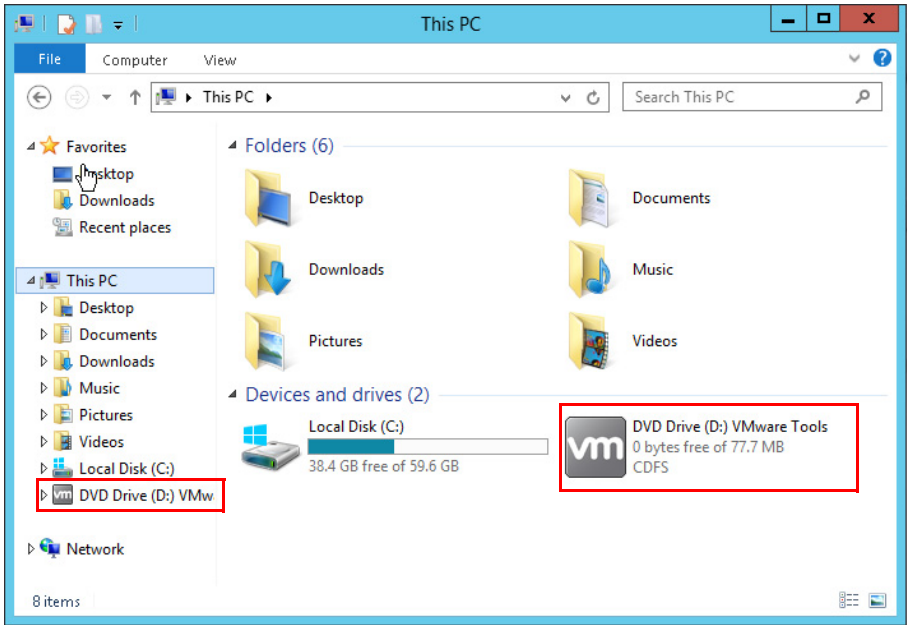 This PC
File Computer View
This PC
Search This PC
Favorites
Downloads
Recent places
This PC
Desktop
Documents
Downloads
Music
Pictures
Videos
Local Disk (C:)
DVD Drive (D:) VMw
Network
Folders (6)
Desktop
Documents
Downloads
Music
Pictures
Videos
Devices and drives (2)
Local Disk (C:)
38.4 GB free of 59.6 GB
vm
DVD Drive (D:) VMware Tools
0 bytes free of 77.7 MB
CDFS
8 items